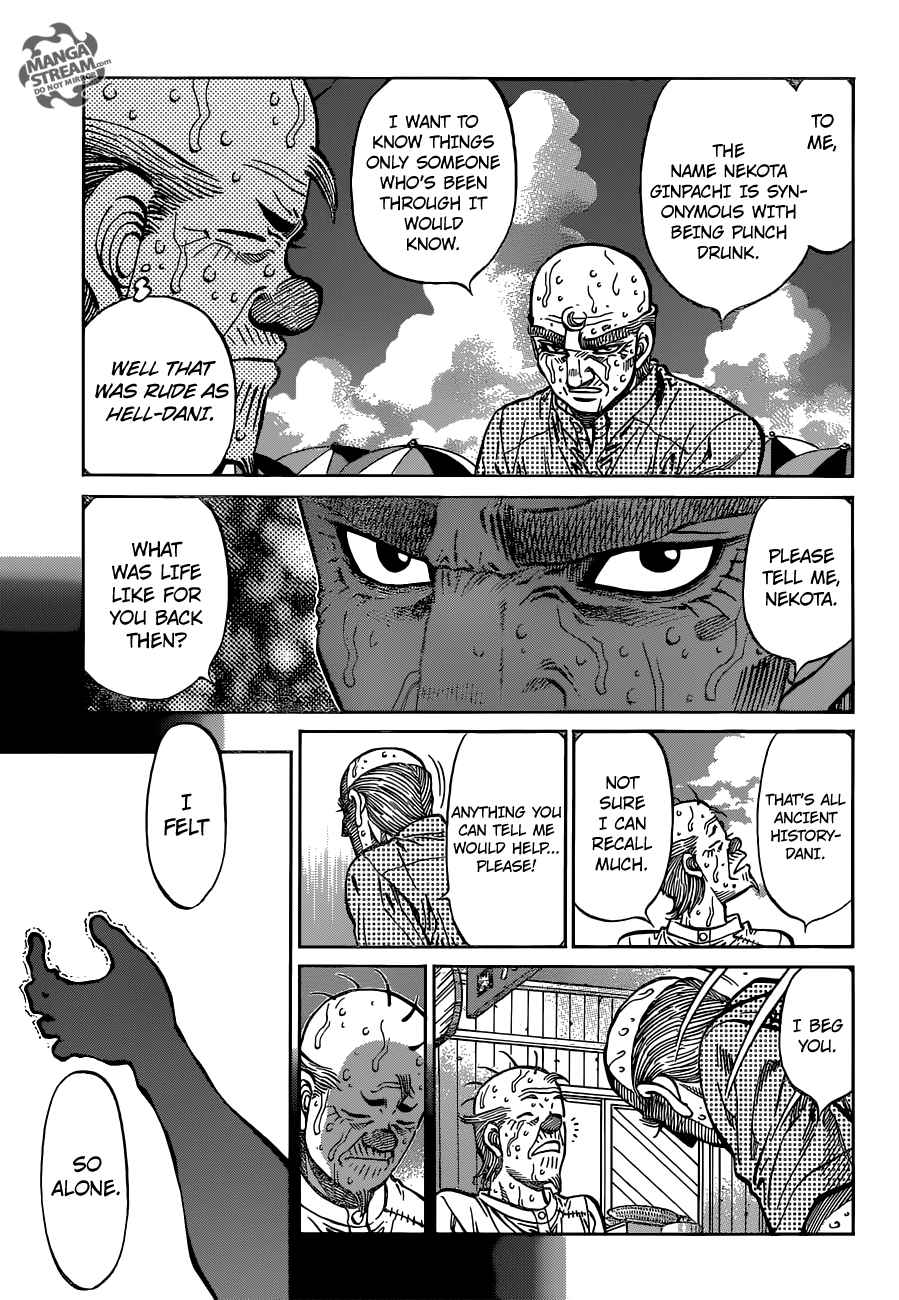 MANGA
STREAM.com
DO NOT MIRROR
TO
ME,
THE
NAME NEKOTA
GINPACHI IS SYN-
ONYMOUS WITH
BEING PUNCH
DRUNK.
I WANT TO
KNOW THINGS
ONLY SOMEONE
WHO'S BEEN
THROUGH IT
WOULD
KNOW.
WELL THAT
WAS RUDE AS
HELL-DANI.
PLEASE
TELL ME,
NEKOTA.
WHAT
WAS LIFE
LIKE FOR
YOU BACK
THEN?
THAT'S ALL
ANCIENT
HISTORY-
DANI.
NOT
SURE I
CAN
RECALL
MUCH.
ANYTHING YOU
CAN TELL ME
WOULD HELP...
PLEASE!
I BEG
YOU.
I
FELT
SO
ALONE.